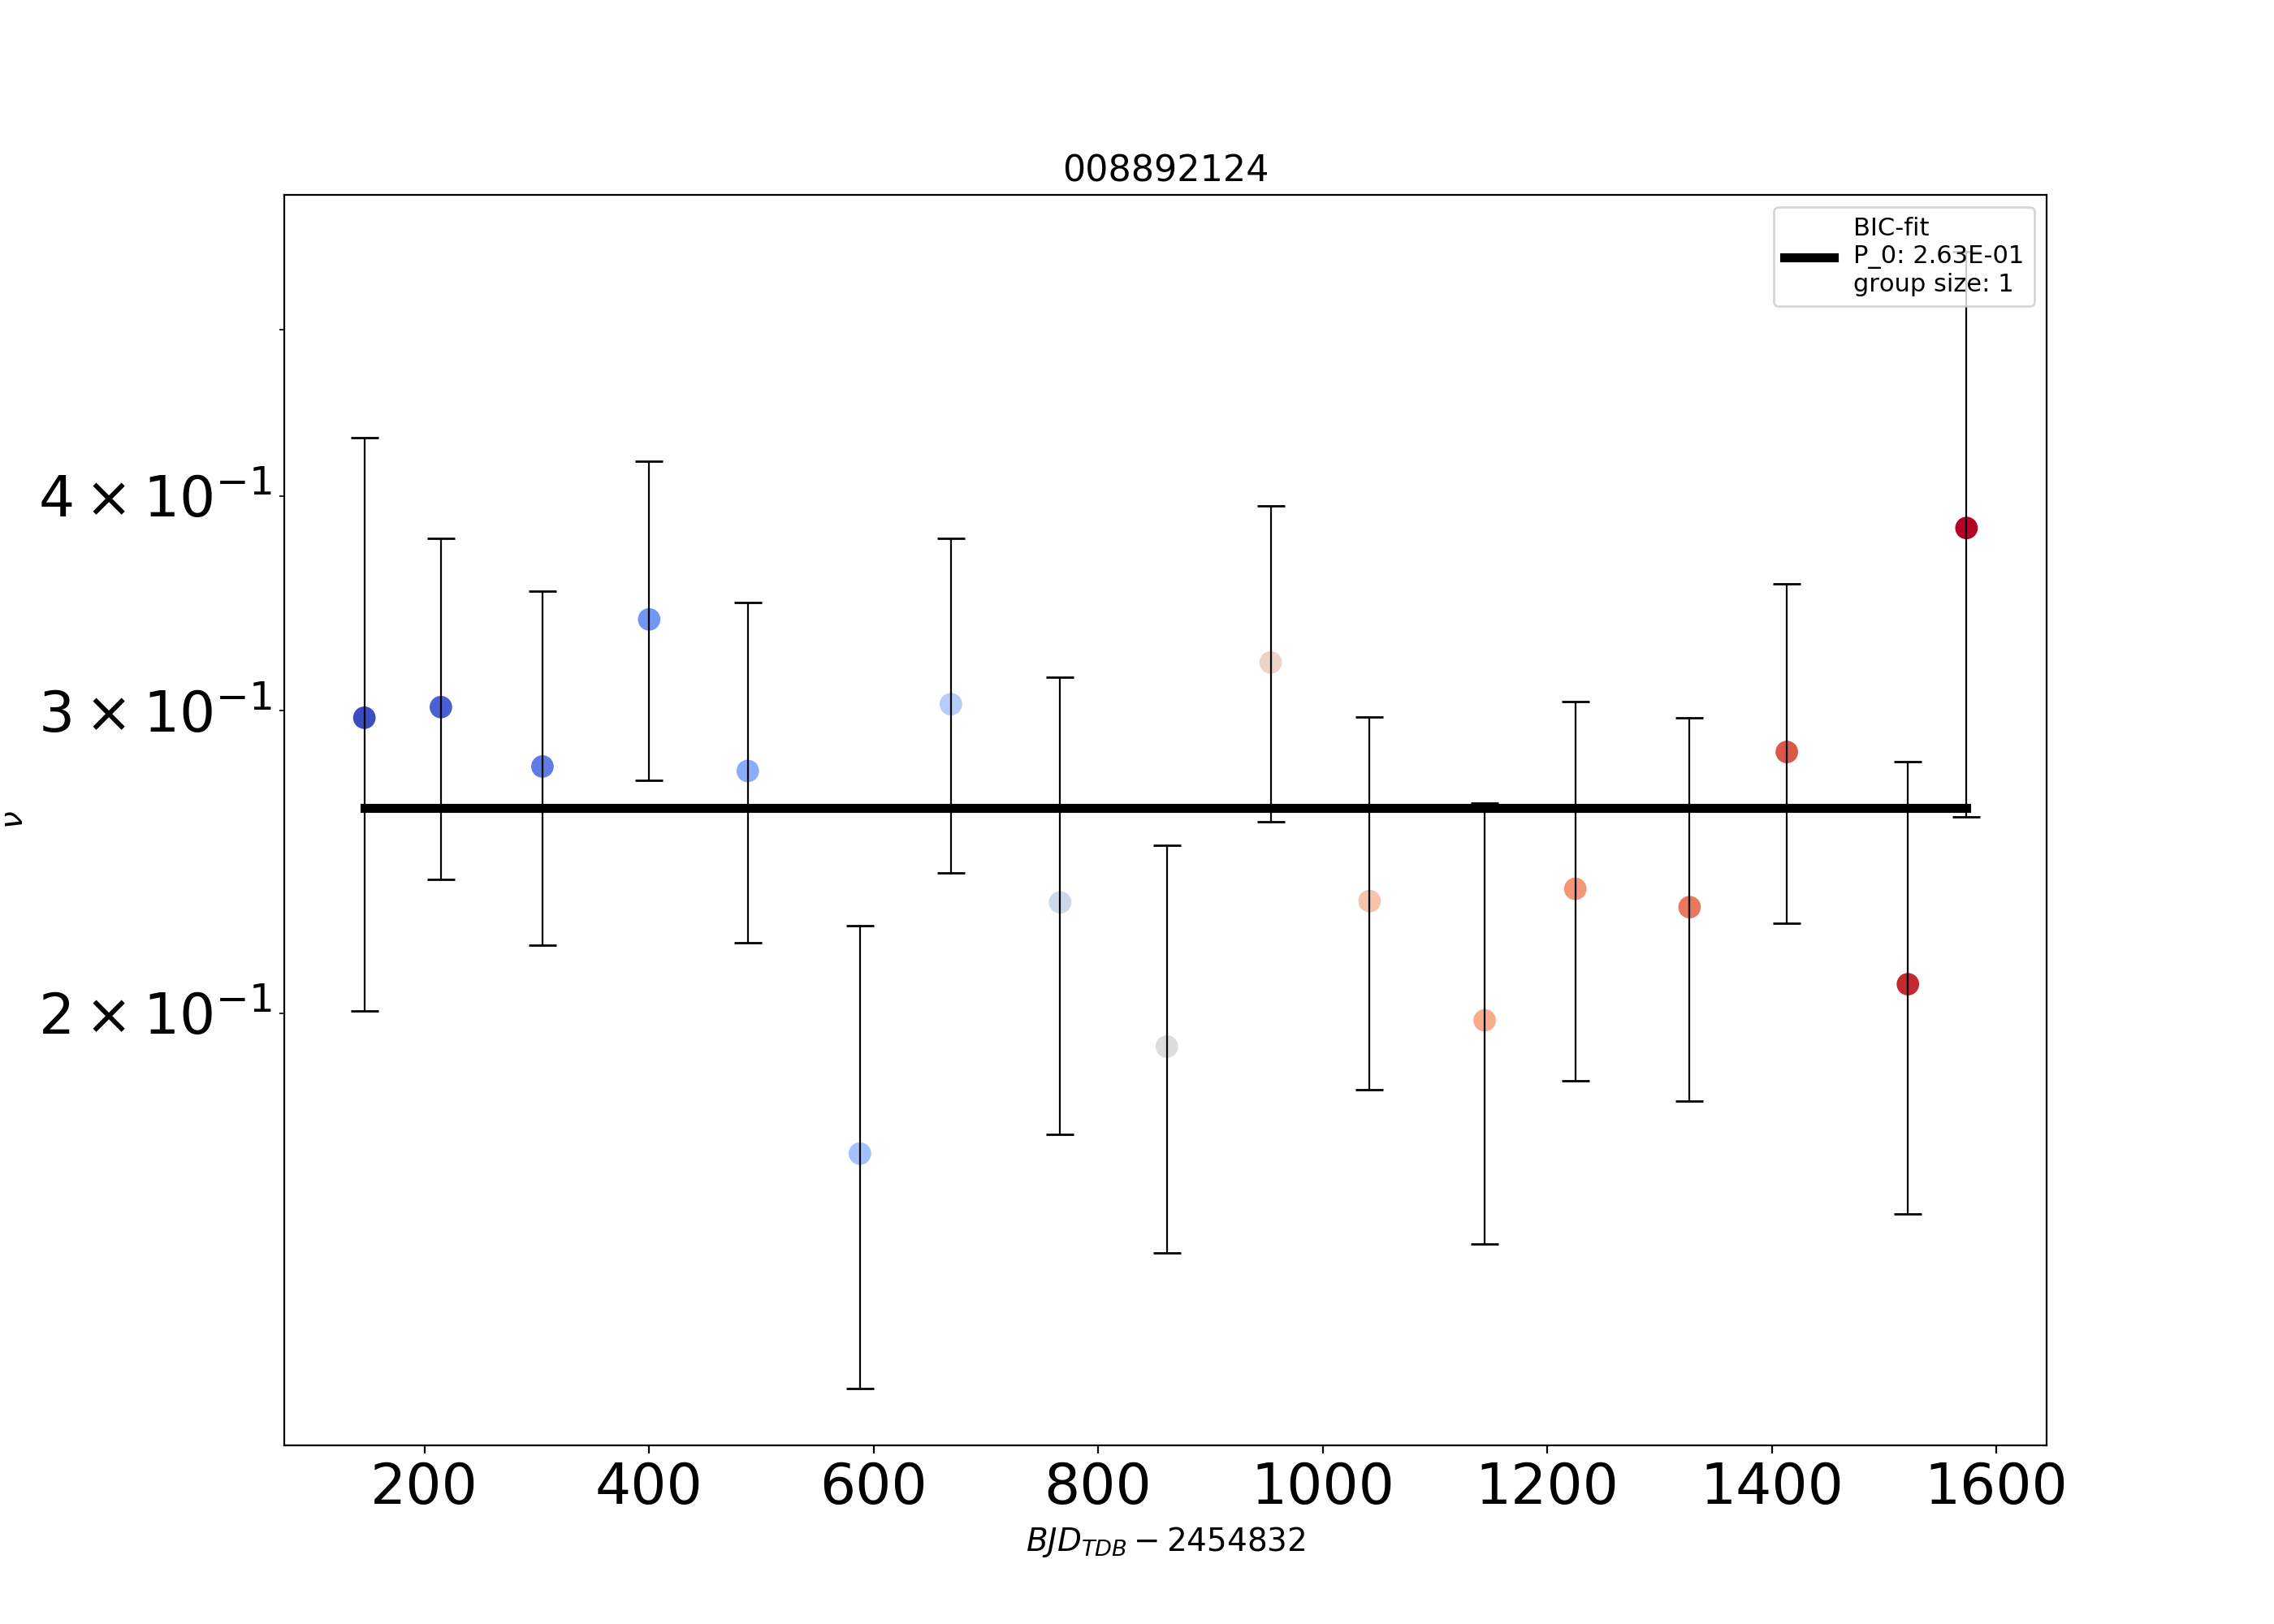 008892124
BIC-fit
P_0: 2.63E-01
group size: 1
4 × 10⁻¹
3 × 10⁻¹
2 × 10⁻¹
ν
200 400 600 800 1000 1200 1400 1600
BJD_TDB − 2454832